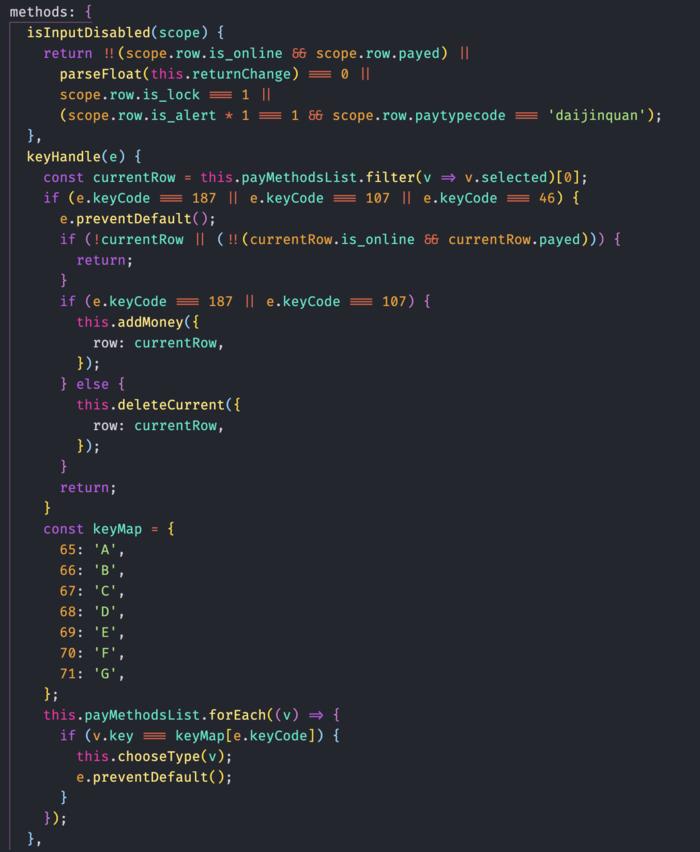 methods: {
  isInputDisabled(scope) {
    return !!(scope.row.is_online && scope.row.payed) ||
      parseFloat(this.returnChange) === 0 ||
      scope.row.is_lock === 1 ||
      (scope.row.is_alert * 1 === 1 && scope.row.paytypecode === 'daijinquan');
  },
  keyHandle(e) {
    const currentRow = this.payMethodsList.filter(v => v.selected)[0];
    if (e.keyCode === 187 || e.keyCode === 107 || e.keyCode === 46) {
      e.preventDefault();
      if (!currentRow || (!!(currentRow.is_online && currentRow.payed))) {
        return;
      }
      if (e.keyCode === 187 || e.keyCode === 107) {
        this.addMoney({
          row: currentRow,
        });
      } else {
        this.deleteCurrent({
          row: currentRow,
        });
      }
      return;
    }
    const keyMap = {
      65: 'A',
      66: 'B',
      67: 'C',
      68: 'D',
      69: 'E',
      70: 'F',
      71: 'G',
    };
    this.payMethodsList.forEach((v) => {
      if (v.key === keyMap[e.keyCode]) {
        this.chooseType(v);
        e.preventDefault();
      }
    });
  },